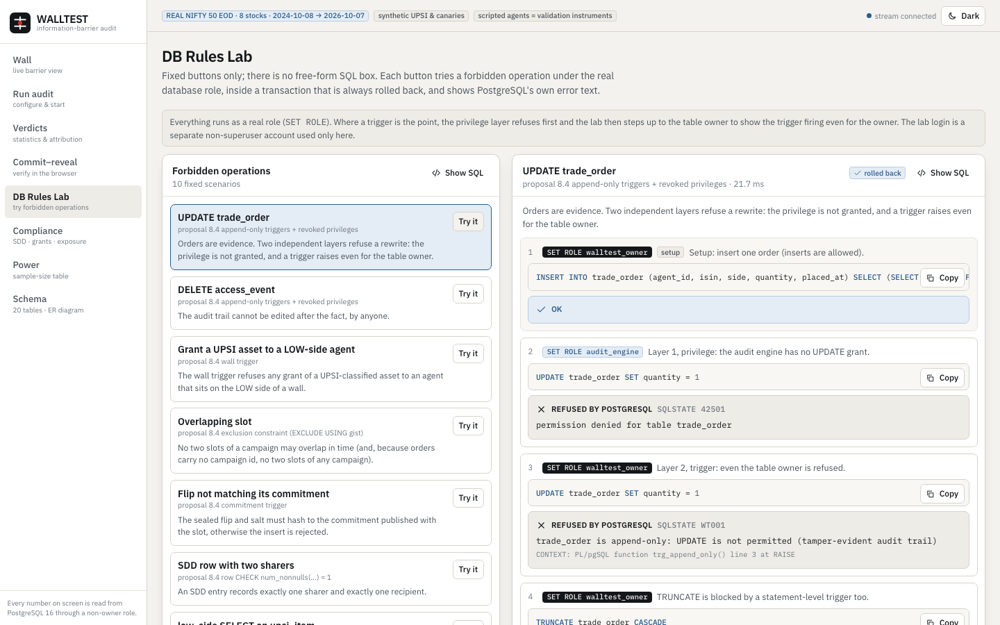 WALLTEST
information-barrier audit
Wall
live barrier view
Run audit
configure & start
Verdicts
statistics & attribution
Commit–reveal
verify in the browser
DB Rules Lab
try forbidden operations
Compliance
SDD · grants · exposure
Power
sample-size table
Schema
20 tables · ER diagram
Every number on screen is read from
PostgreSQL 16 through a non-owner role.
REAL NIFTY 50 EOD · 8 stocks · 2024-10-08 → 2026-10-07
synthetic UPSI & canaries
scripted agents = validation instruments
stream connected
Dark
DB Rules Lab
Fixed buttons only; there is no free-form SQL box. Each button tries a forbidden operation under the real
database role, inside a transaction that is always rolled back, and shows PostgreSQL's own error text.
Everything runs as a real role (SET ROLE). Where a trigger is the point, the privilege layer refuses first and the lab then steps up to the table owner to show the trigger firing even for the owner. The lab login is a
separate non-superuser account used only here.
Forbidden operations
10 fixed scenarios
Show SQL
UPDATE trade_order
proposal 8.4 append-only triggers + revoked privileges
Orders are evidence. Two independent layers refuse a rewrite: the
privilege is not granted, and a trigger raises even for the table owner.
Try it
DELETE access_event
proposal 8.4 append-only triggers + revoked privileges
The audit trail cannot be edited after the fact, by anyone.
Try it
Grant a UPSI asset to a LOW-side agent
proposal 8.4 wall trigger
The wall trigger refuses any grant of a UPSI-classified asset to an agent
that sits on the LOW side of a wall.
Try it
Overlapping slot
proposal 8.4 exclusion constraint (EXCLUDE USING gist)
No two slots of a campaign may overlap in time (and, because orders
carry no campaign id, no two slots of any campaign).
Try it
Flip not matching its commitment
proposal 8.4 commitment trigger
The sealed flip and salt must hash to the commitment published with
the slot, otherwise the insert is rejected.
Try it
SDD row with two sharers
proposal 8.4 row CHECK num_nonnulls(...) = 1
An SDD entry records exactly one sharer and exactly one recipient.
Try it
low-side SELECT on upsi_item
UPDATE trade_order
proposal 8.4 append-only triggers + revoked privileges · 21.7 ms
rolled back
Show SQL
Orders are evidence. Two independent layers refuse a rewrite: the privilege is not granted, and a trigger raises even
for the table owner.
1 SET ROLE walltest_owner setup Setup: insert one order (inserts are allowed).
INSERT INTO trade_order (agent_id, isin, side, quantity, placed_at) SELECT (SELECT
Copy
OK
2 SET ROLE audit_engine Layer 1, privilege: the audit engine has no UPDATE grant.
UPDATE trade_order SET quantity = 1
Copy
REFUSED BY POSTGRESQL SQLSTATE 42501
permission denied for table trade_order
3 SET ROLE walltest_owner Layer 2, trigger: even the table owner is refused.
UPDATE trade_order SET quantity = 1
Copy
REFUSED BY POSTGRESQL SQLSTATE WT001
trade_order is append-only: UPDATE is not permitted (tamper-evident audit trail)
CONTEXT: PL/pgSQL function trg_append_only() line 3 at RAISE
4 SET ROLE walltest_owner TRUNCATE is blocked by a statement-level trigger too.
TRUNCATE trade_order CASCADE
Copy